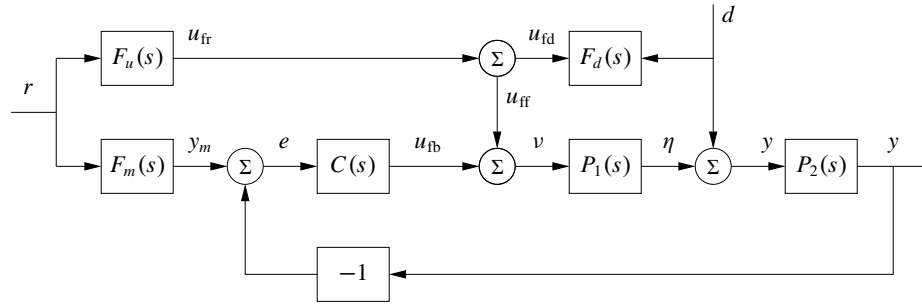 d
F_u(s) u_fr Σ u_fd F_d(s)
r
u_ff
F_m(s) y_m Σ e C(s) u_fb Σ ν P_1(s) η Σ y P_2(s) y
−1